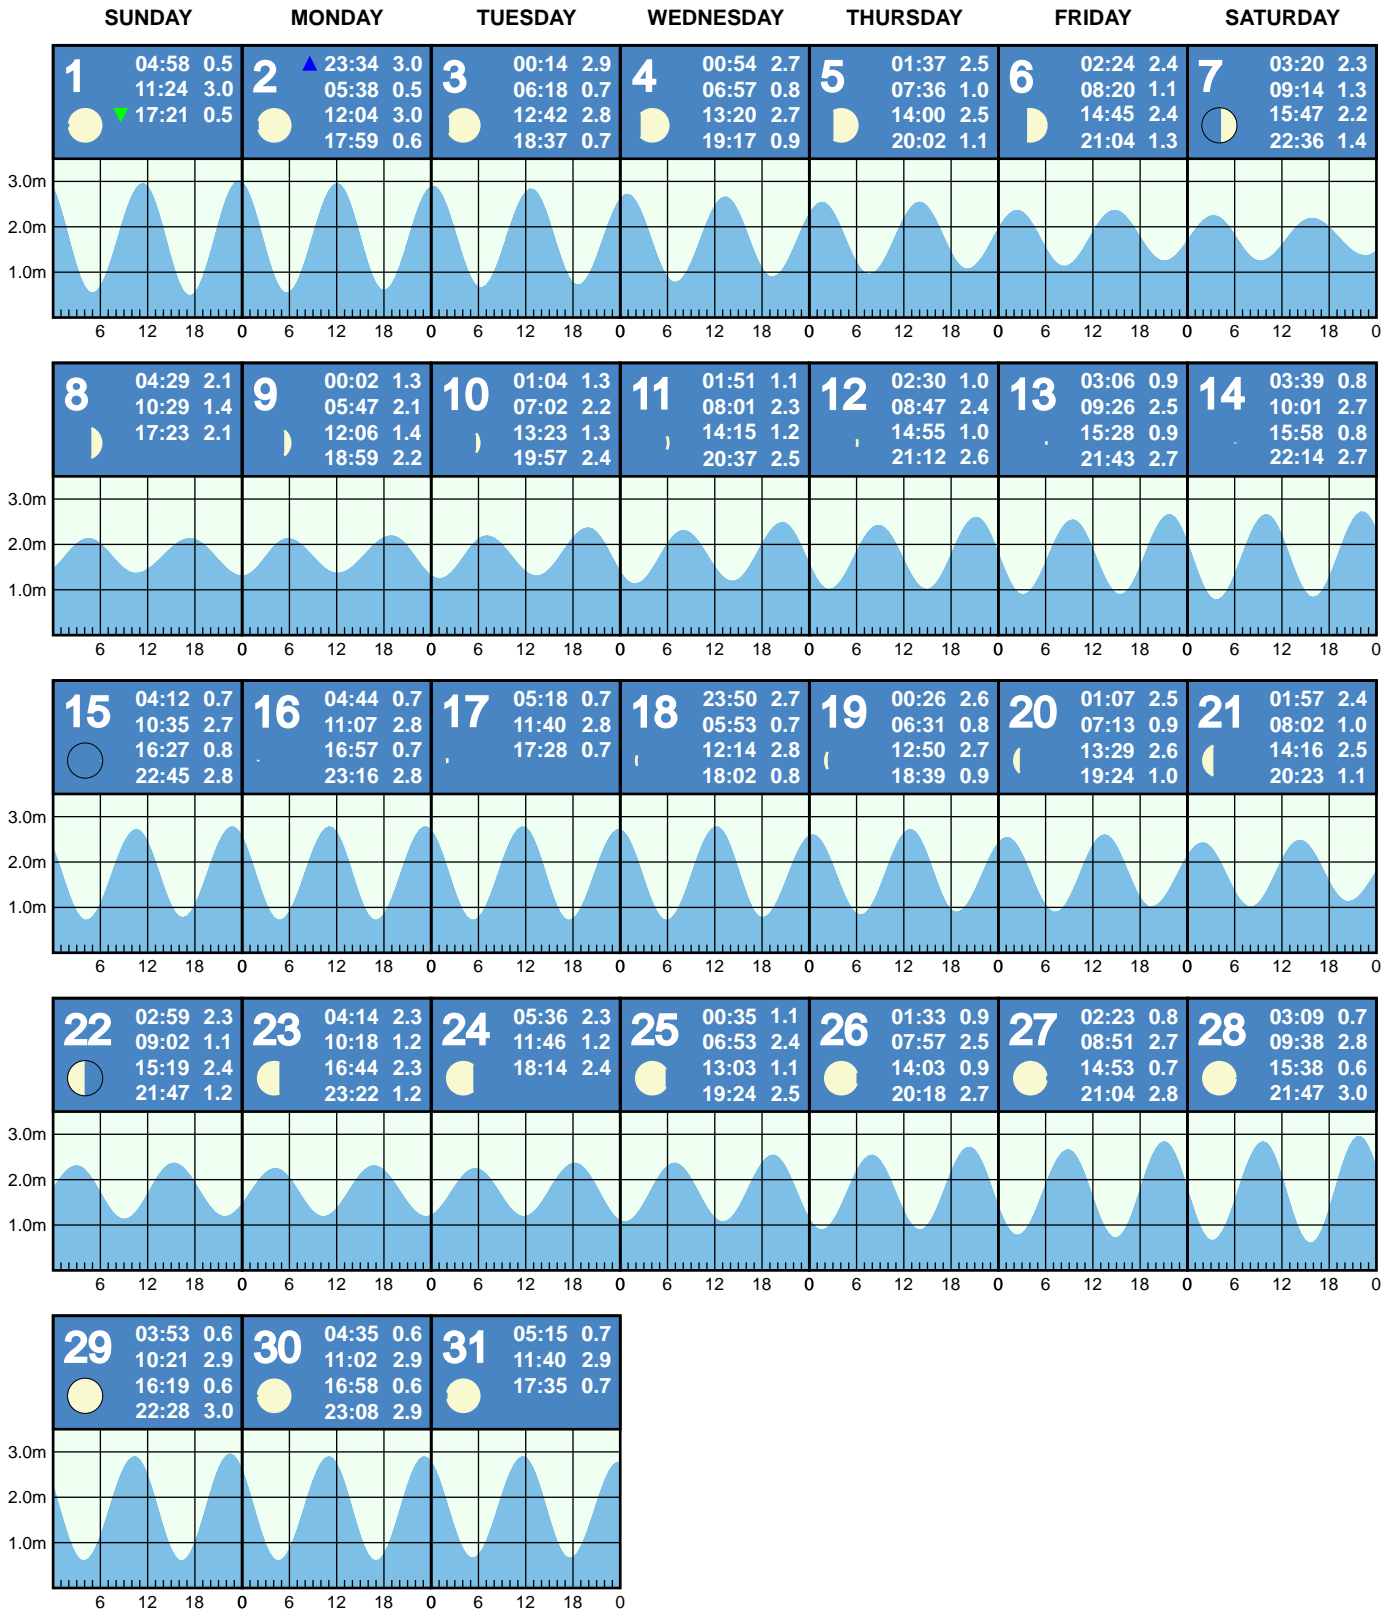 SUNDAY MONDAY TUESDAY WEDNESDAY THURSDAY FRIDAY SATURDAY
1 04:58 0.5
11:24 3.0
17:21 0.5
2 23:34 3.0
05:38 0.5
12:04 3.0
17:59 0.6
3 00:14 2.9
06:18 0.7
12:42 2.8
18:37 0.7
4 00:54 2.7
06:57 0.8
13:20 2.7
19:17 0.9
5 01:37 2.5
07:36 1.0
14:00 2.5
20:02 1.1
6 02:24 2.4
08:20 1.1
14:45 2.4
21:04 1.3
7 03:20 2.3
09:14 1.3
15:47 2.2
22:36 1.4
3.0m
2.0m
1.0m
6 12 18 0 6 12 18 0 6 12 18 0 6 12 18 0 6 12 18 0 6 12 18 0 6 12 18 0
8 04:29 2.1
10:29 1.4
17:23 2.1
9 00:02 1.3
05:47 2.1
12:06 1.4
18:59 2.2
10 01:04 1.3
07:02 2.2
13:23 1.3
19:57 2.4
11 01:51 1.1
08:01 2.3
14:15 1.2
20:37 2.5
12 02:30 1.0
08:47 2.4
14:55 1.0
21:12 2.6
13 03:06 0.9
09:26 2.5
15:28 0.9
21:43 2.7
14 03:39 0.8
10:01 2.7
15:58 0.8
22:14 2.7
3.0m
2.0m
1.0m
6 12 18 0 6 12 18 0 6 12 18 0 6 12 18 0 6 12 18 0 6 12 18 0 6 12 18 0
15 04:12 0.7
10:35 2.7
16:27 0.8
22:45 2.8
16 04:44 0.7
11:07 2.8
16:57 0.7
23:16 2.8
17 05:18 0.7
11:40 2.8
17:28 0.7
18 23:50 2.7
05:53 0.7
12:14 2.8
18:02 0.8
19 00:26 2.6
06:31 0.8
12:50 2.7
18:39 0.9
20 01:07 2.5
07:13 0.9
13:29 2.6
19:24 1.0
21 01:57 2.4
08:02 1.0
14:16 2.5
20:23 1.1
3.0m
2.0m
1.0m
6 12 18 0 6 12 18 0 6 12 18 0 6 12 18 0 6 12 18 0 6 12 18 0 6 12 18 0
22 02:59 2.3
09:02 1.1
15:19 2.4
21:47 1.2
23 04:14 2.3
10:18 1.2
16:44 2.3
23:22 1.2
24 05:36 2.3
11:46 1.2
18:14 2.4
25 00:35 1.1
06:53 2.4
13:03 1.1
19:24 2.5
26 01:33 0.9
07:57 2.5
14:03 0.9
20:18 2.7
27 02:23 0.8
08:51 2.7
14:53 0.7
21:04 2.8
28 03:09 0.7
09:38 2.8
15:38 0.6
21:47 3.0
3.0m
2.0m
1.0m
6 12 18 0 6 12 18 0 6 12 18 0 6 12 18 0 6 12 18 0 6 12 18 0 6 12 18 0
29 03:53 0.6
10:21 2.9
16:19 0.6
22:28 3.0
30 04:35 0.6
11:02 2.9
16:58 0.6
23:08 2.9
31 05:15 0.7
11:40 2.9
17:35 0.7
3.0m
2.0m
1.0m
6 12 18 0 6 12 18 0 6 12 18 0